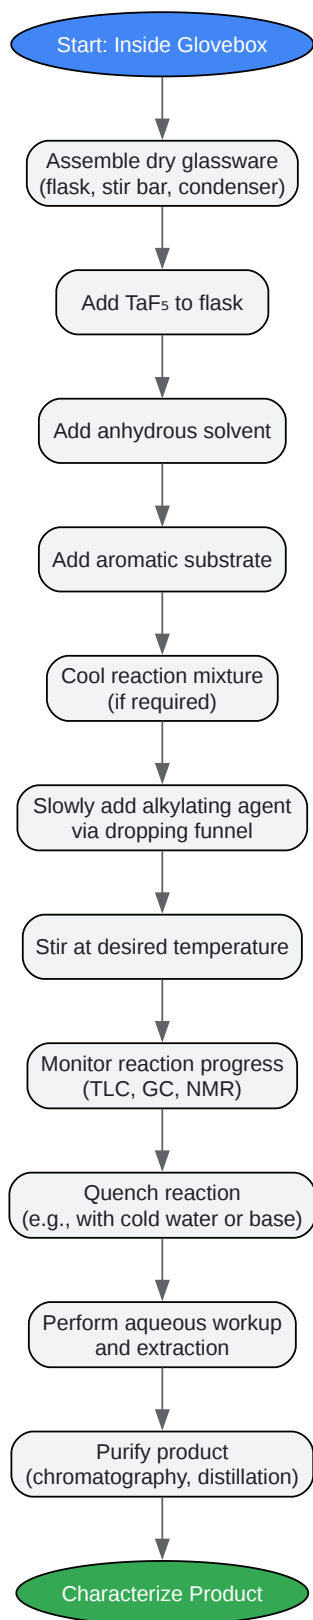 Start: Inside Glovebox
Assemble dry glassware
(flask, stir bar, condenser)
Add TaF₅ to flask
Add anhydrous solvent
Add aromatic substrate
Cool reaction mixture
(if required)
Slowly add alkylating agent
via dropping funnel
Stir at desired temperature
Monitor reaction progress
(TLC, GC, NMR)
Quench reaction
(e.g., with cold water or base)
Perform aqueous workup
and extraction
Purify product
(chromatography, distillation)
Characterize Product